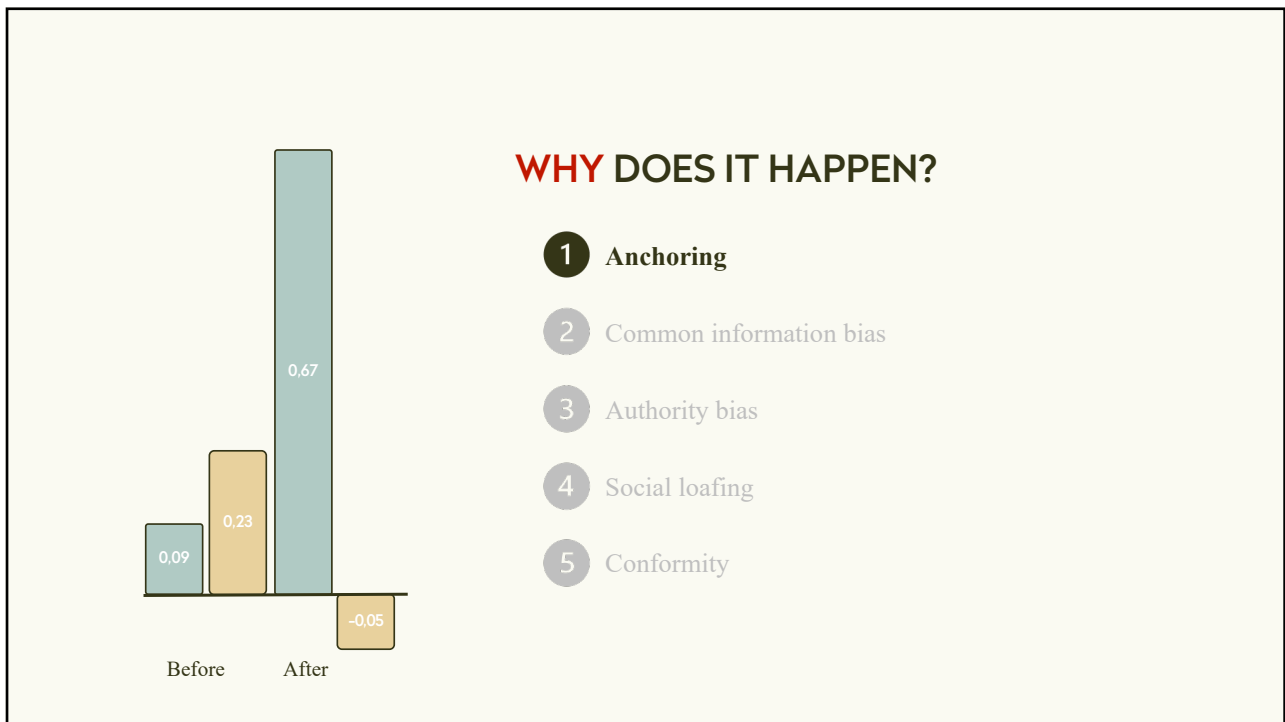 WHY DOES IT HAPPEN?
1 Anchoring
2 Common information bias
3 Authority bias
4 Social loafing
5 Conformity
0,67
0,23
0,09
-0,05
Before After